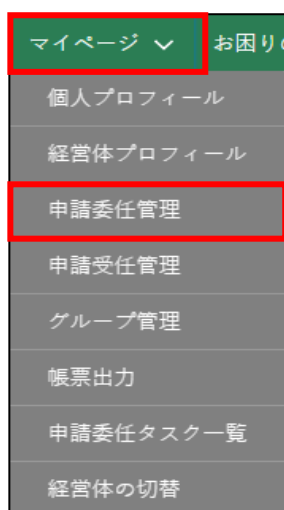 マイページ お困りの
個人プロフィール
経営体プロフィール
申請委任管理
申請受任管理
グループ管理
帳票出力
申請委任タスク一覧
経営体の切替